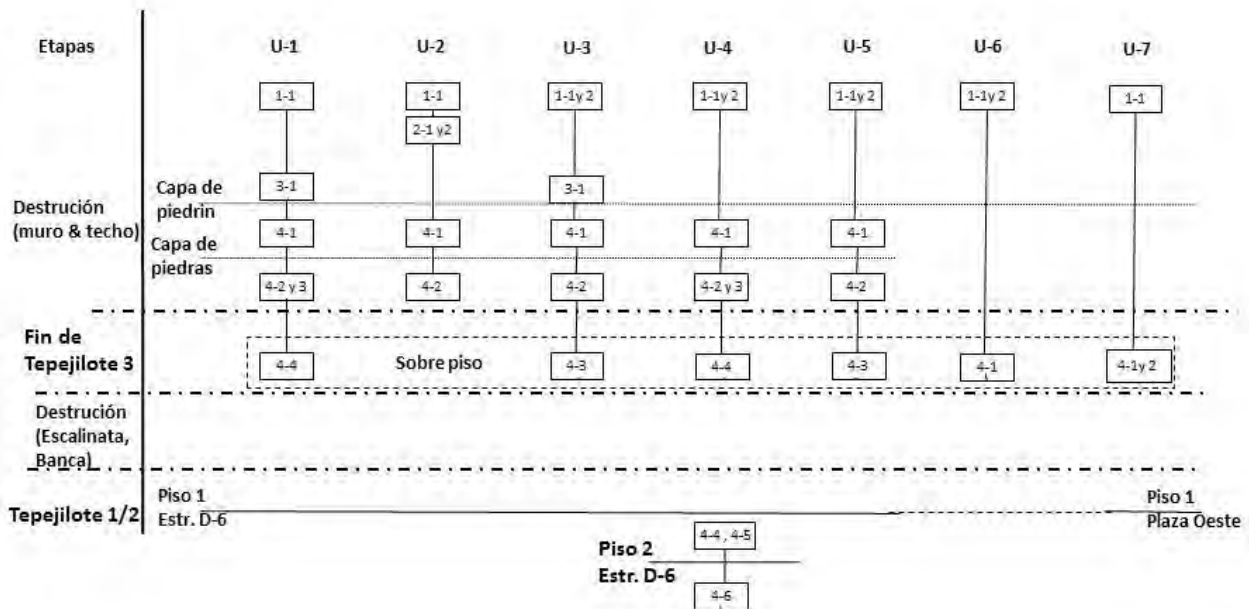 Etapas U-1 U-2 U-3 U-4 U-5 U-6 U-7
1-1 1-1 1-1y 2 1-1y 2 1-1y 2 1-1y 2 1-1
2-1 y2
Capa de
piedrin
3-1 3-1
Destrución
(muro & techo)
4-1 4-1 4-1 4-1 4-1
Capa de
piedras
4-2 y 3 4-2 4-2 4-2 y 3 4-2
Fin de
Tepejilote 3
4-4 Sobre piso 4-3 4-4 4-3 4-1 4-1y 2
Destrución
(Escalinata,
Banca)
Tepejilote 1/2
Piso 1
Estr. D-6
Piso 1
Plaza Oeste
4-4 , 4-5
Piso 2
Estr. D-6
4-6